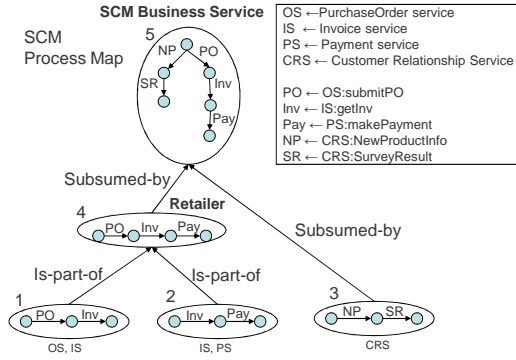 SCM Business Service
SCM
Process Map
5
NP PO
SR Inv
Pay
OS ←PurchaseOrder service
IS ← Invoice service
PS ← Payment service
CRS ← Customer Relationship Service
PO ← OS:submitPO
Inv ← IS:getInv
Pay ← PS:makePayment
NP ← CRS:NewProductInfo
SR ← CRS:SurveyResult
Subsumed-by
Subsumed-by
4
Retailer
PO Inv Pay
Is-part-of
Is-part-of
1
PO Inv
OS, IS
2
Inv Pay
IS, PS
3
NP SR
CRS